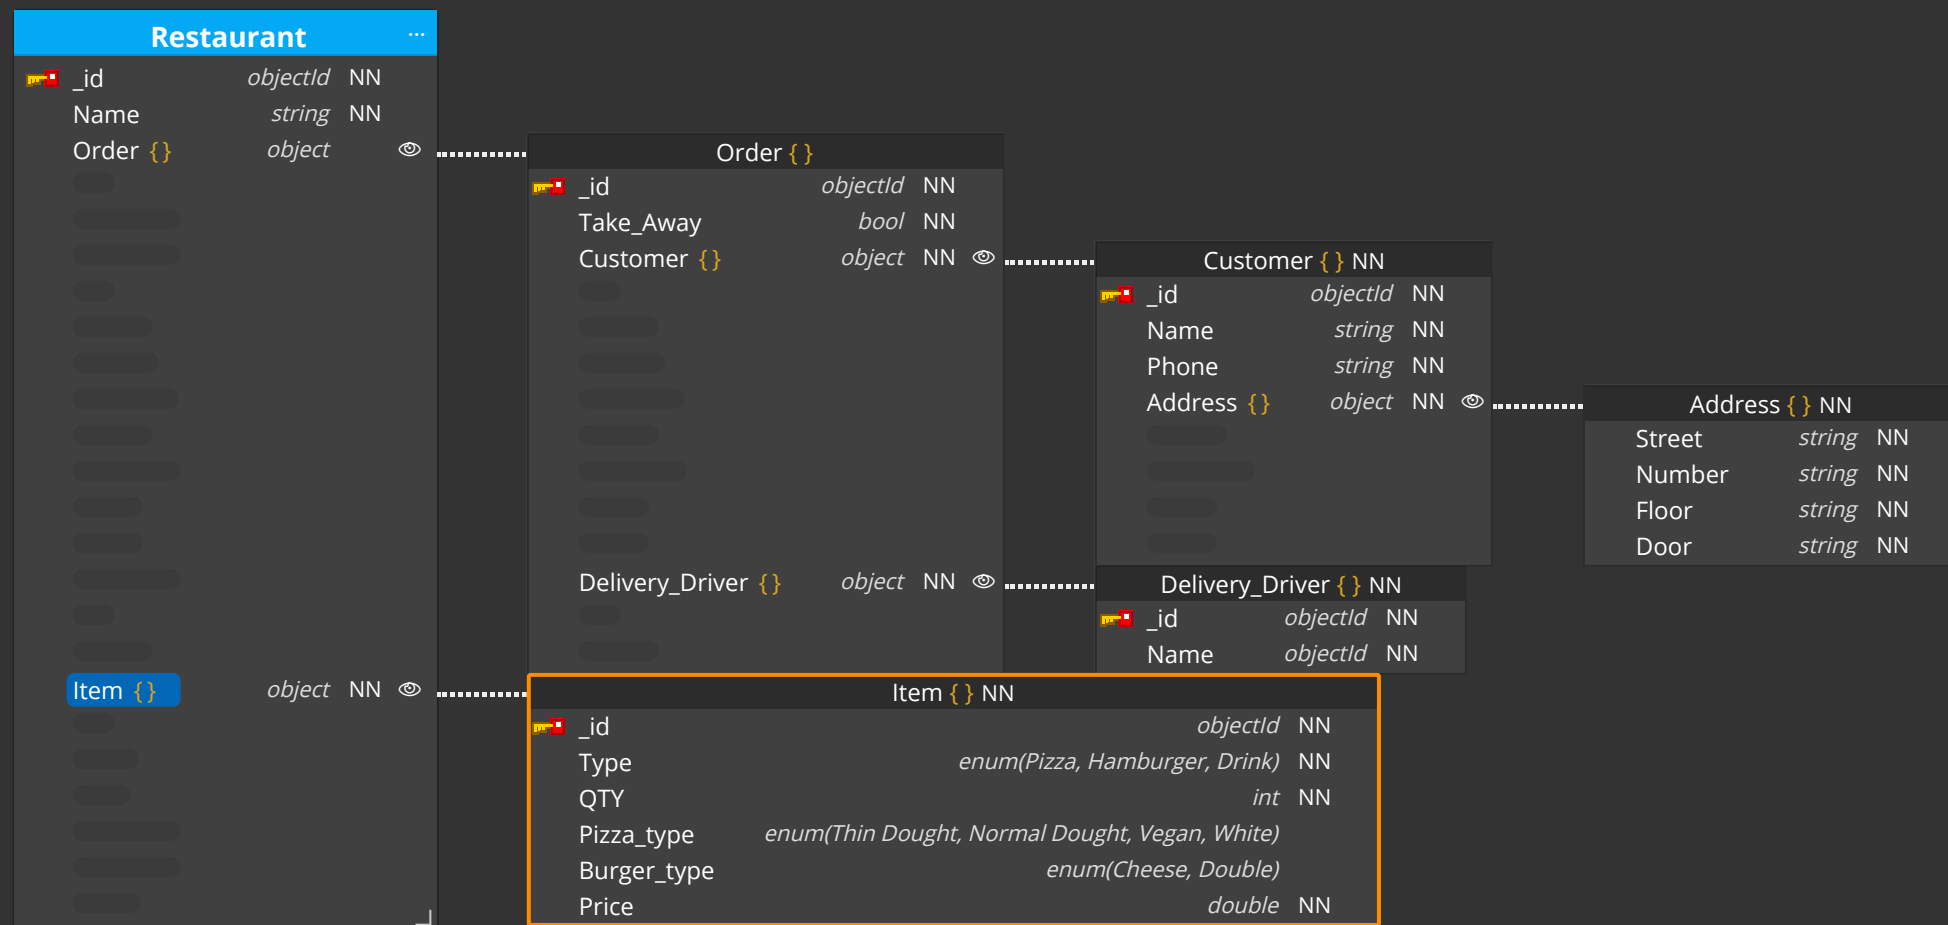 Restaurant ...
_id objectId NN
Name string NN
Order {} object
Order {}
_id objectId NN
Take_Away bool NN
Customer {} object NN
Customer {} NN
_id objectId NN
Name string NN
Phone string NN
Address {} object NN
Address {} NN
Street string NN
Number string NN
Floor string NN
Door string NN
Delivery_Driver {} object NN
Delivery_Driver {} NN
_id objectId NN
Name objectId NN
Item {} object NN
Item {} NN
_id objectId NN
Type enum(Pizza, Hamburger, Drink) NN
QTY int NN
Pizza_type enum(Thin Dought, Normal Dought, Vegan, White)
Burger_type enum(Cheese, Double)
Price double NN